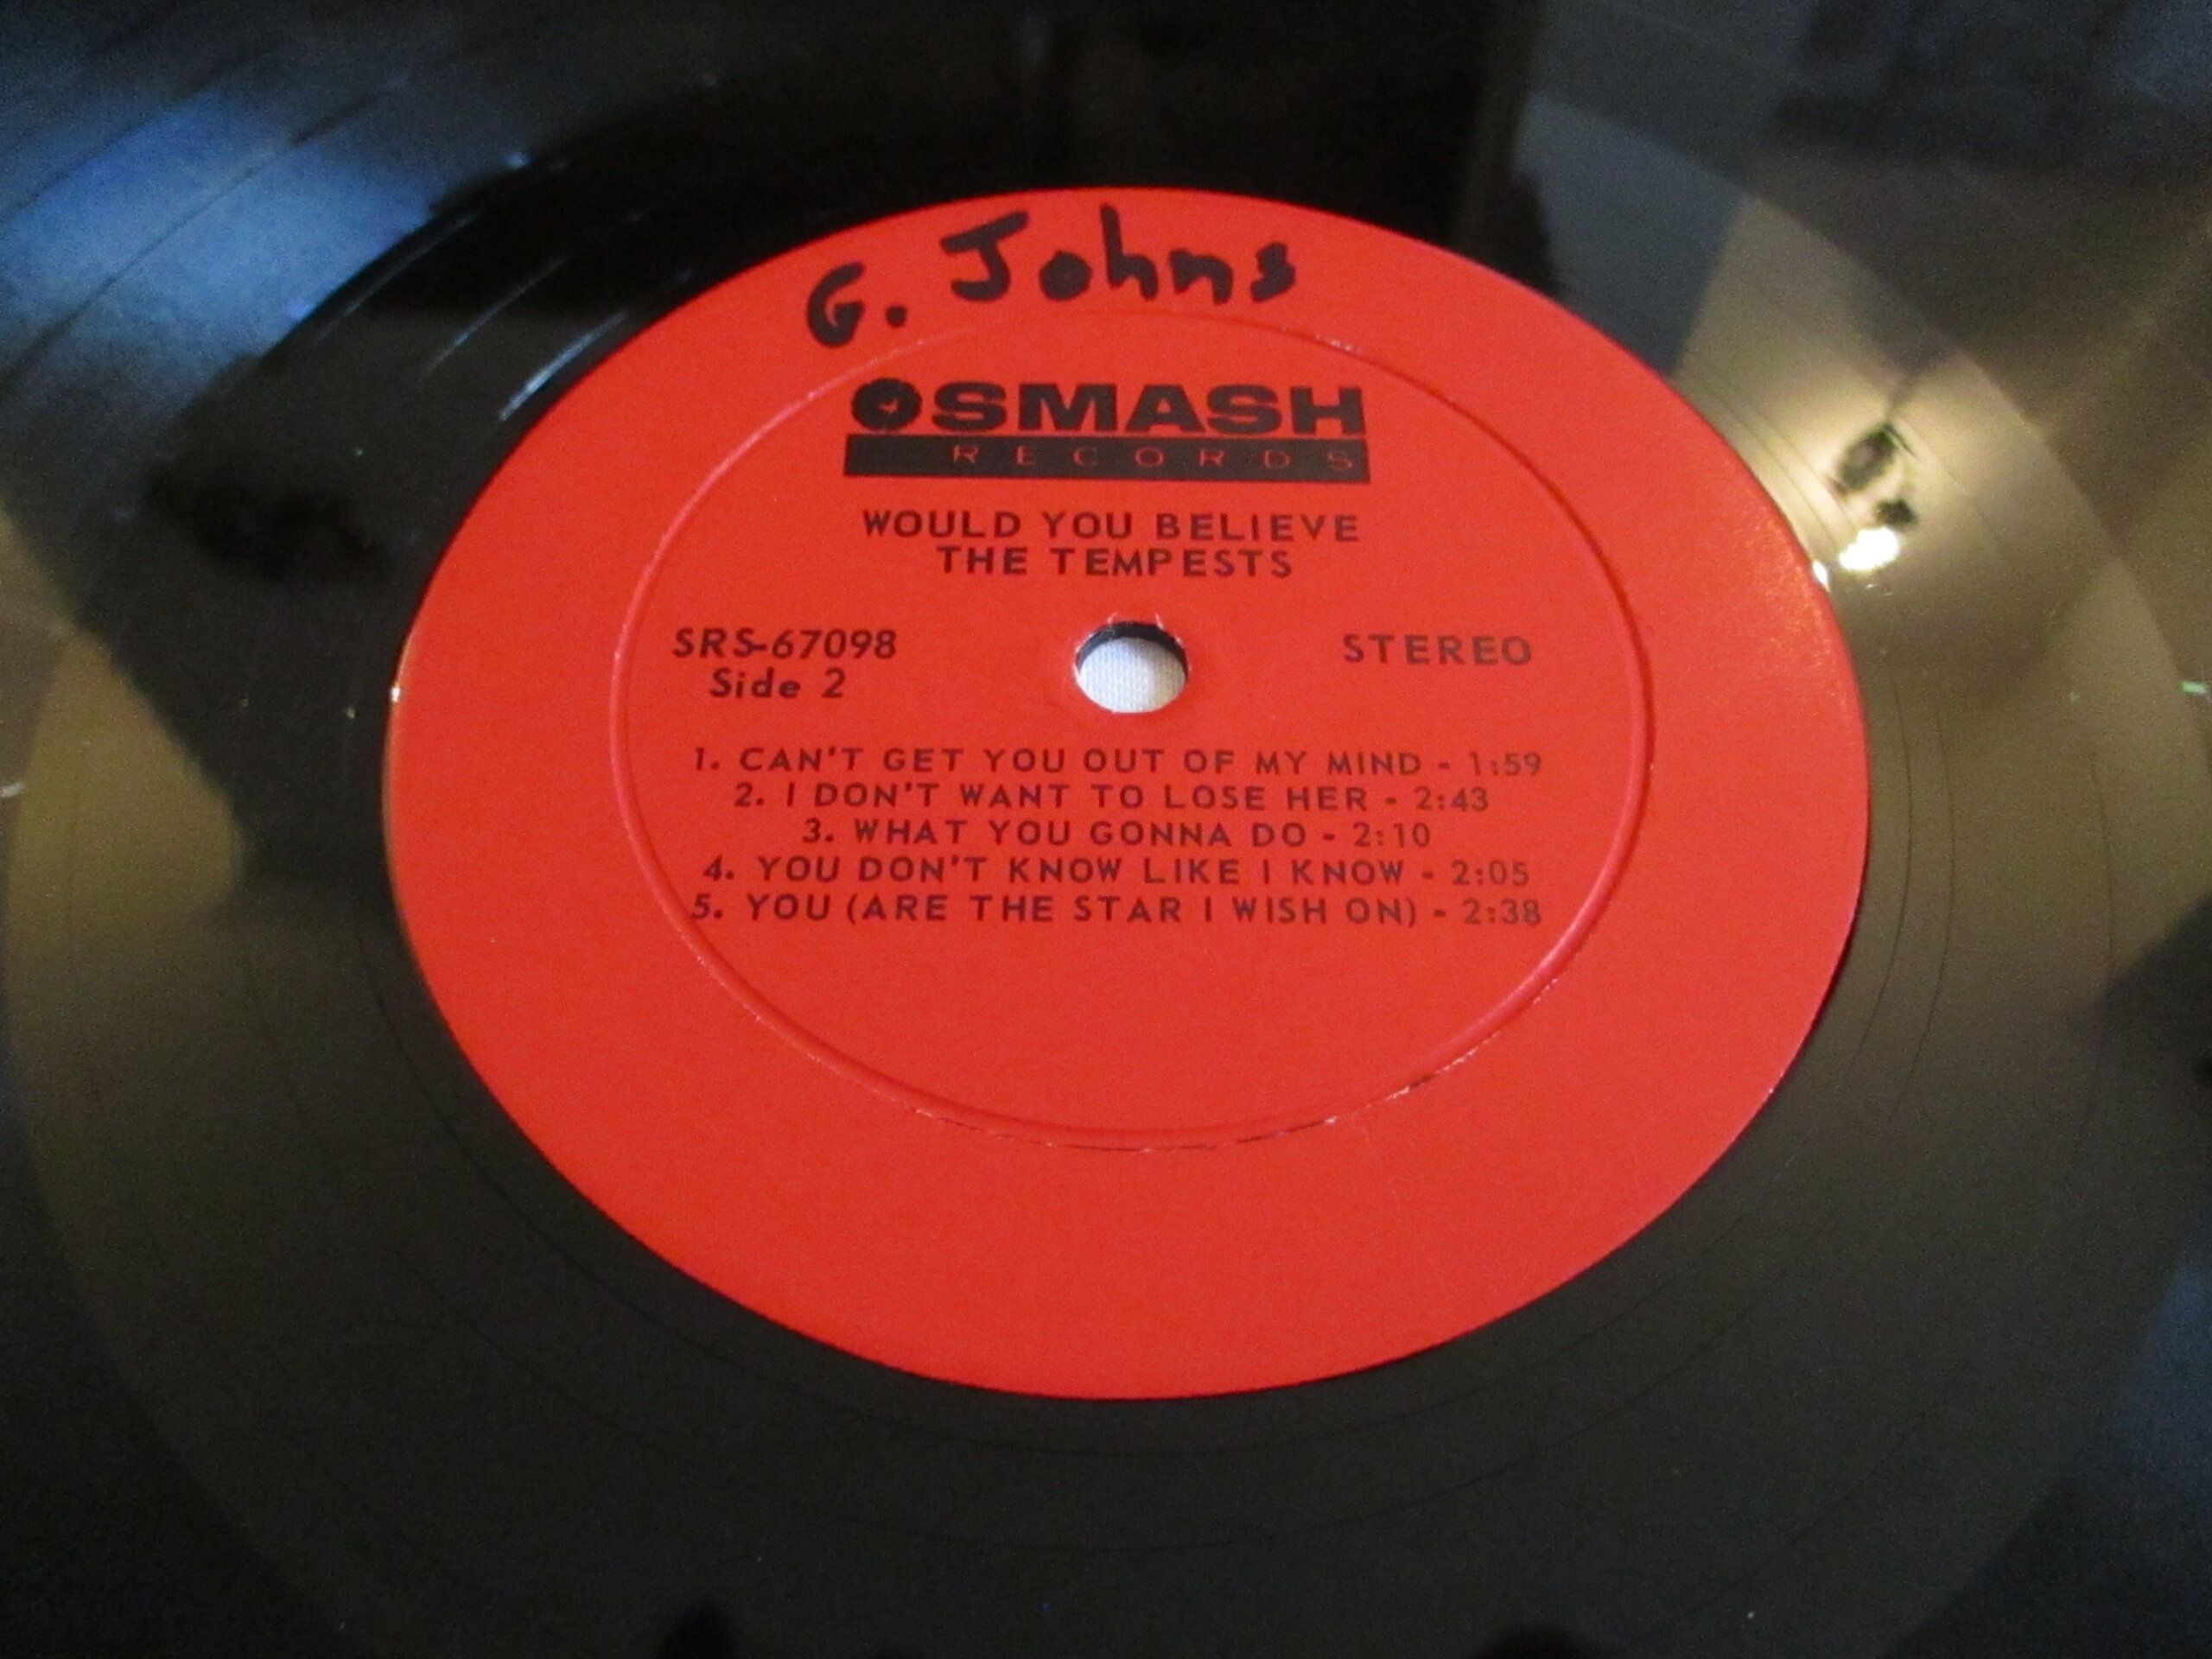 G. Johns
SMASH
RECORDS
WOULD YOU BELIEVE
THE TEMPESTS
SRS-67098
Side 2
STEREO
1. CAN'T GET YOU OUT OF MY MIND - 1:59
2. I DON'T WANT TO LOSE HER - 2:43
3. WHAT YOU GONNA DO - 2:10
4. YOU DON'T KNOW LIKE I KNOW - 2:05
5. YOU (ARE THE STAR I WISH ON) - 2:38